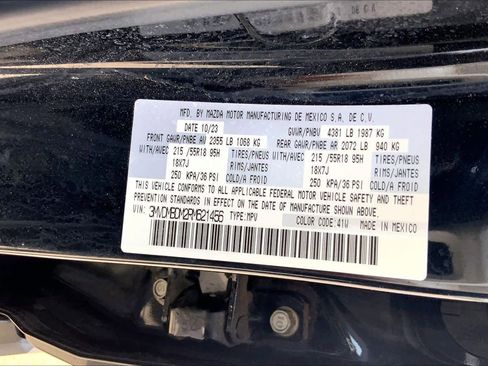 MFD. BY MAZDA MOTOR MANUFACTURING DE MEXICO S.A. DE C.V.
DATE 10/23 GVWR/PNBV 4381 LB 1987 KG
FRONT GAWR/PNBE AV 2355 LB 1068 KG REAR GAWR/PNBE AR 2072 LB 940 KG
WITH/AVEC 215/55R18 95H TIRES/PNEUS WITH/AVEC 215/55R18 95H TIRES/PNEUS
18X7J RIMS/JANTES 18X7J RIMS/JANTES
250 KPA/36 PSI COLD/A FROID 250 KPA/36 PSI COLD/A FROID
THIS VEHICLE CONFORMS TO ALL APPLICABLE FEDERAL MOTOR VEHICLE SAFETY AND THEFT
PREVENTION STANDARDS IN EFFECT ON THE DATE OF MANUFACTURE SHOWN ABOVE.
VIN: TYPE: MPV COLOR CODE: 41W MADE IN MEXICO